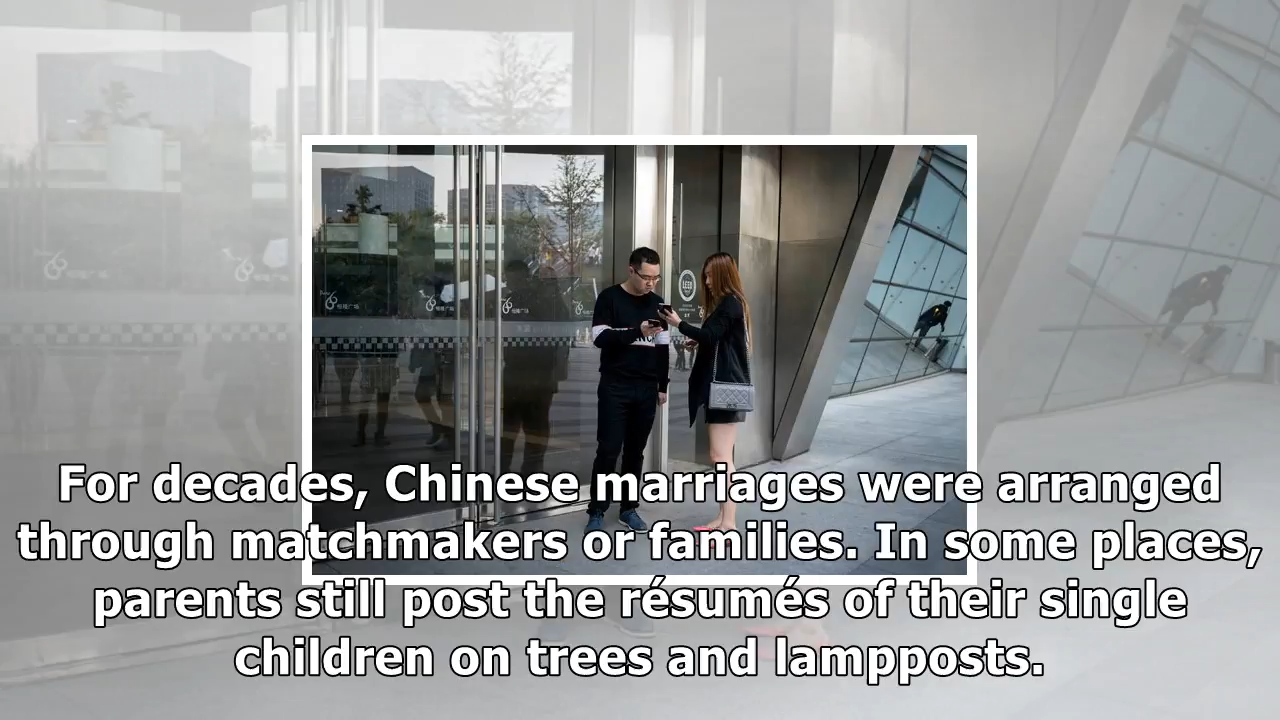 For decades, Chinese marriages were arranged
through matchmakers or families. In some places,
parents still post the résumés of their single
children on trees and lampposts.